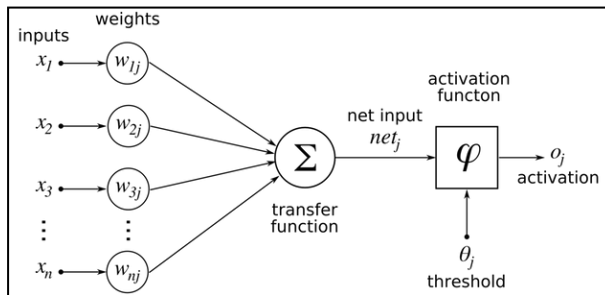 weights
inputs
activation
functon
x1
w1j
net input
x2
w2j
netj
Σ
φ
oj
activation
x3
w3j
transfer
function
⋮
⋮
θj
threshold
xn
wnj